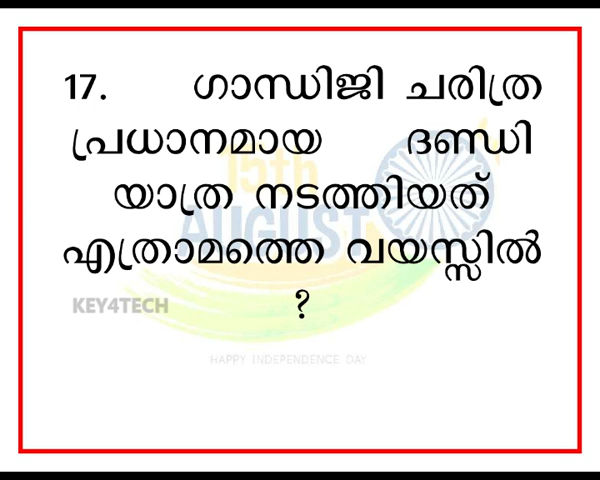 17. ഗാന്ധിജി ചരിത്ര
പ്രധാനമായ ദണ്ഡി
യാത്ര നടത്തിയത്
എത്രാമത്തെ വയസ്സിൽ
?
15th
AUGUST
KEY4TECH
HAPPY INDEPENDENCE DAY